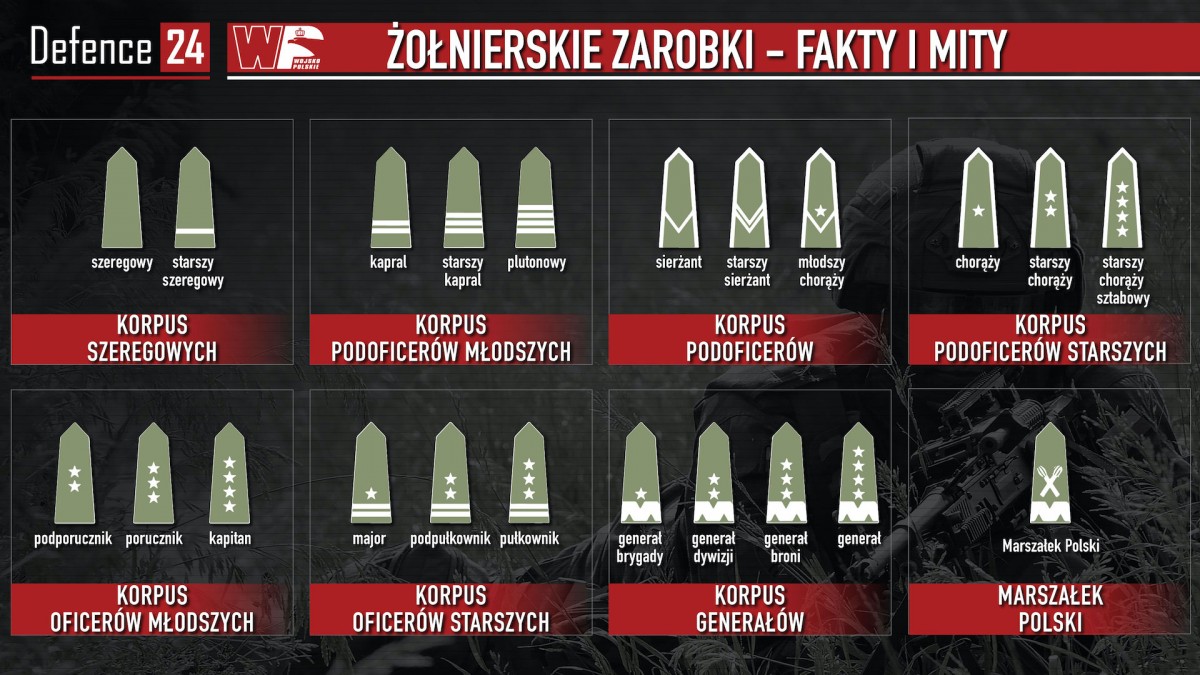 Defence 24
WP WOJSKO
POLSKIE
ŻOŁNIERSKIE ZAROBKI – FAKTY I MITY
szeregowy
starszy
szeregowy
KORPUS
SZEREGOWYCH
kapral
starszy
kapral
plutonowy
KORPUS
PODOFICERÓW MŁODSZYCH
sierżant
starszy
sierżant
młodszy
chorąży
KORPUS
PODOFICERÓW
chorąży
starszy
chorąży
starszy
chorąży
sztabowy
KORPUS
PODOFICERÓW STARSZYCH
podporucznik
porucznik
kapitan
KORPUS
OFICERÓW MŁODSZYCH
major
podpułkownik
pułkownik
KORPUS
OFICERÓW STARSZYCH
generał
brygady
generał
dywizji
generał
broni
generał
KORPUS
GENERAŁÓW
Marszałek Polski
MARSZAŁEK
POLSKI